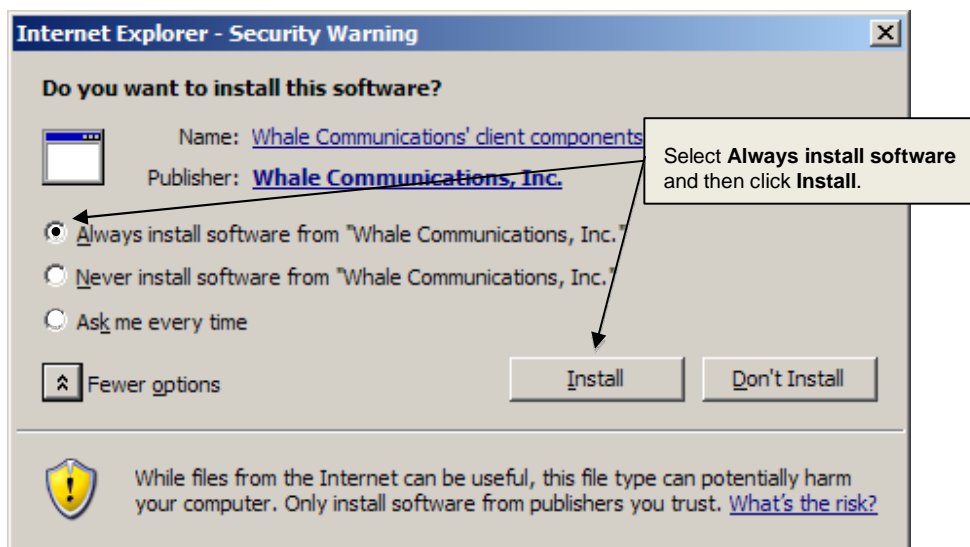 Internet Explorer - Security Warning
Do you want to install this software?
Name: Whale Communications' client components
Publisher: Whale Communications, Inc.
Select Always install software
and then click Install.
Always install software from "Whale Communications, Inc."
Never install software from "Whale Communications, Inc."
Ask me every time
Fewer options
Install
Don't Install
While files from the Internet can be useful, this file type can potentially harm
your computer. Only install software from publishers you trust. What's the risk?